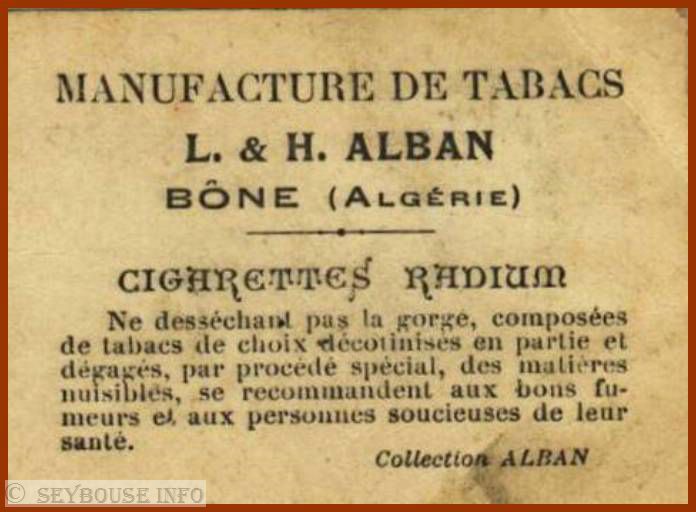 MANUFACTURE DE TABACS
L. & H. ALBAN
BÔNE (ALGÉRIE)
CIGARETTES RADIUM
Ne desséchant pas la gorge, composées
de tabacs de choix décotinisés en partie et
dégagés, par procédé spécial, des matières
nuisibles, se recommandent aux bons fu-
meurs et aux personnes soucieuses de leur
santé.
Collection ALBAN
© SEYBOUSE INFO